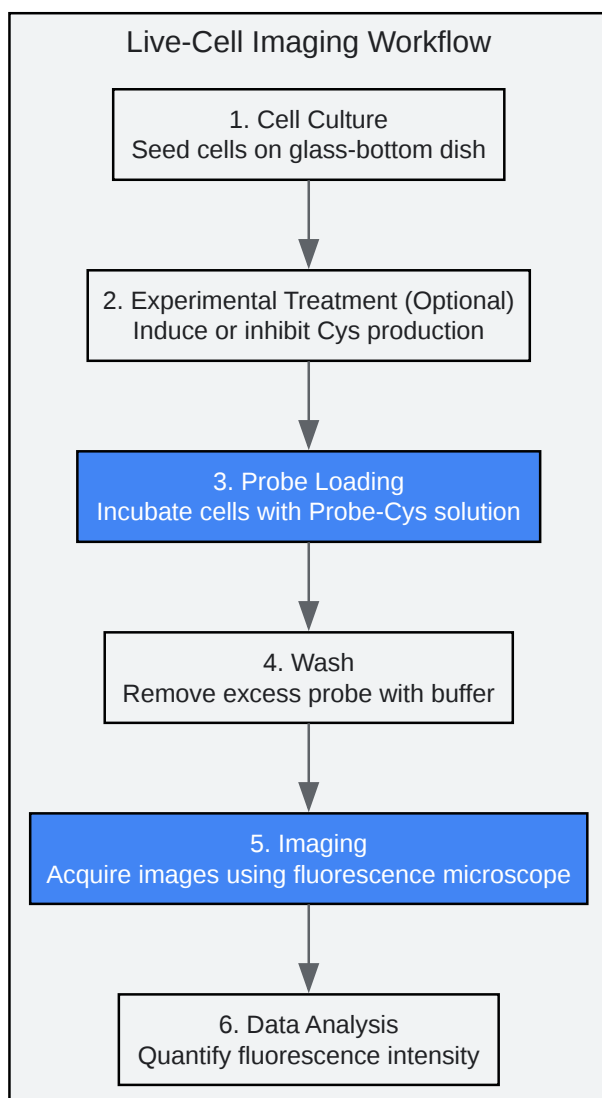 Live-Cell Imaging Workflow
1. Cell Culture
Seed cells on glass-bottom dish
2. Experimental Treatment (Optional)
Induce or inhibit Cys production
3. Probe Loading
Incubate cells with Probe-Cys solution
4. Wash
Remove excess probe with buffer
5. Imaging
Acquire images using fluorescence microscope
6. Data Analysis
Quantify fluorescence intensity